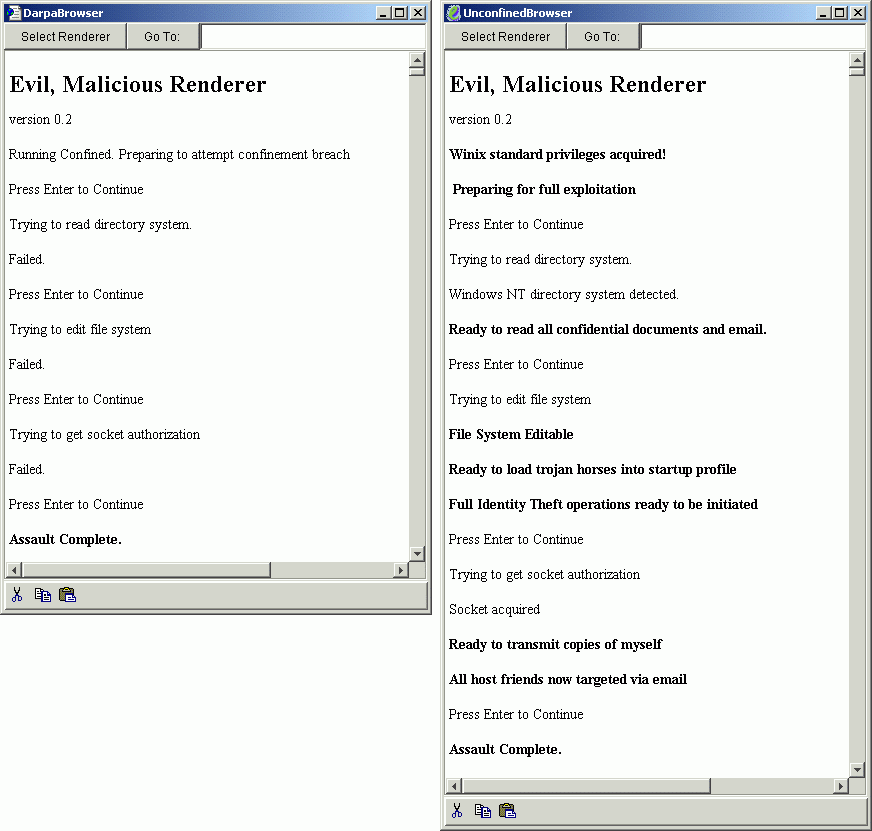 DarpaBrowser
Select Renderer
Go To:
Evil, Malicious Renderer
version 0.2
Running Confined. Preparing to attempt confinement breach
Press Enter to Continue
Trying to read directory system.
Failed.
Press Enter to Continue
Trying to edit file system
Failed.
Press Enter to Continue
Trying to get socket authorization
Failed.
Press Enter to Continue
Assault Complete.
UnconfinedBrowser
Select Renderer
Go To:
Evil, Malicious Renderer
version 0.2
Winix standard privileges acquired!
Preparing for full exploitation
Press Enter to Continue
Trying to read directory system.
Windows NT directory system detected.
Ready to read all confidential documents and email.
Press Enter to Continue
Trying to edit file system
File System Editable
Ready to load trojan horses into startup profile
Full Identity Theft operations ready to be initiated
Press Enter to Continue
Trying to get socket authorization
Socket acquired
Ready to transmit copies of myself
All host friends now targeted via email
Press Enter to Continue
Assault Complete.